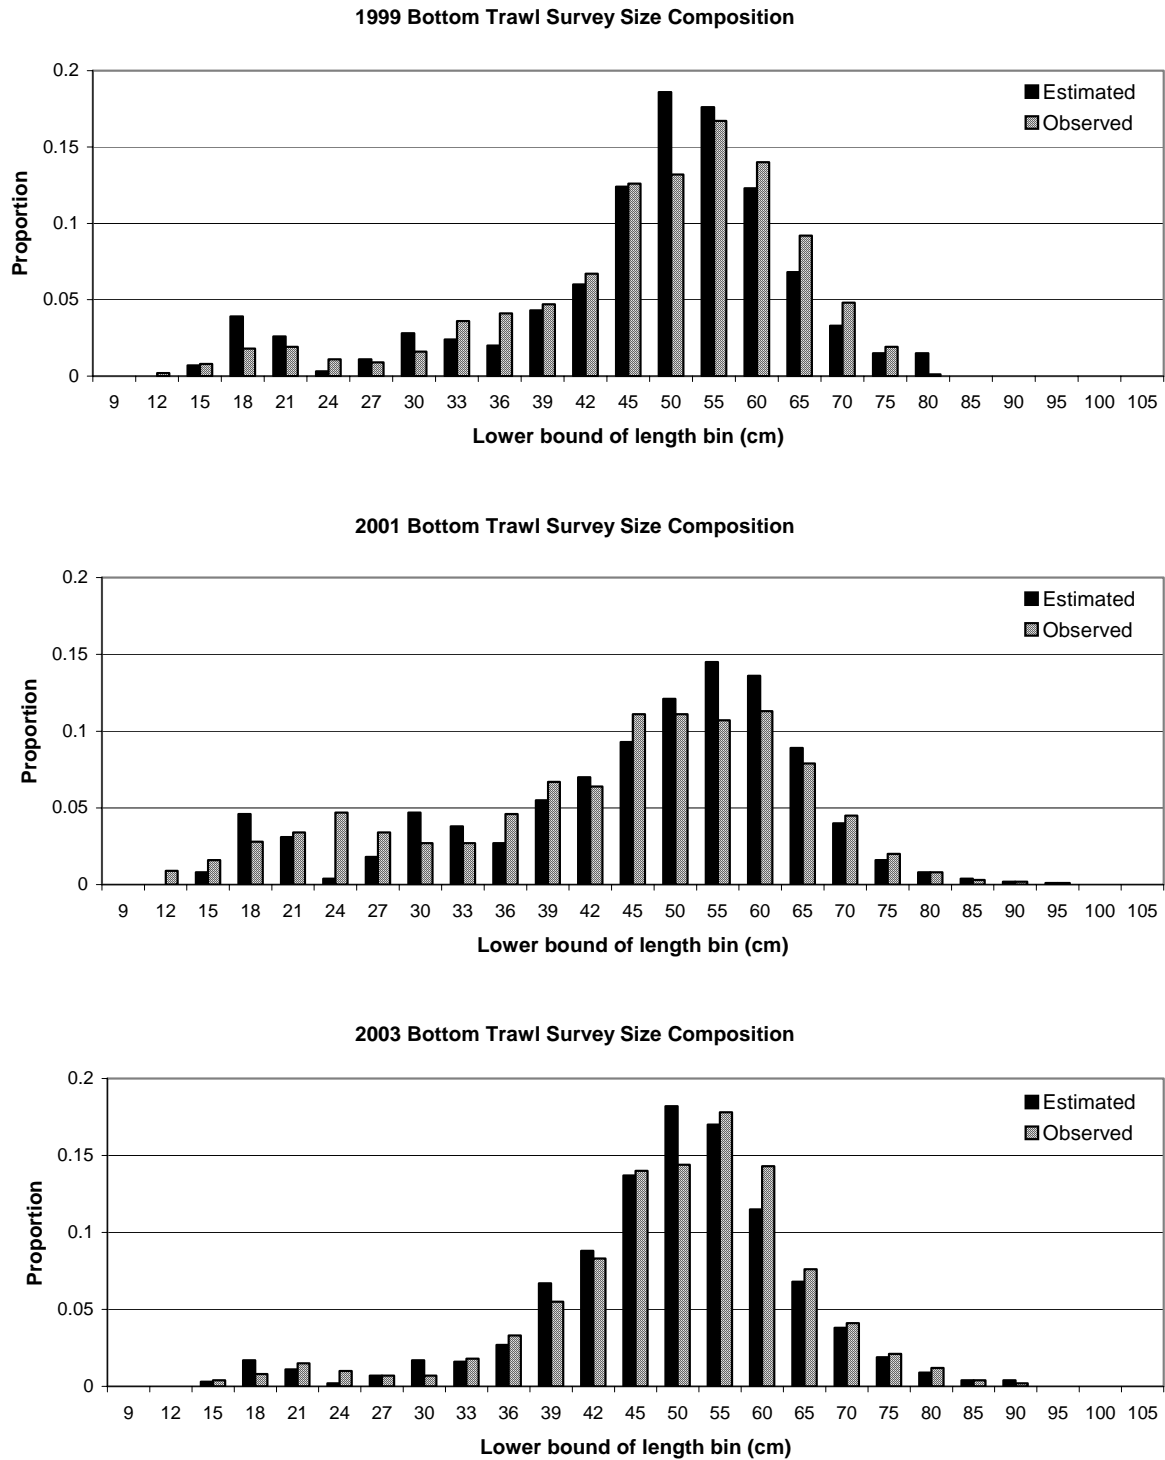 1999 Bottom Trawl Survey Size Composition
0.2
Estimated
Observed
0.15
Proportion
0.1
0.05
0
9 12 15 18 21 24 27 30 33 36 39 42 45 50 55 60 65 70 75 80 85 90 95 100 105
Lower bound of length bin (cm)
2001 Bottom Trawl Survey Size Composition
0.2
Estimated
Observed
0.15
Proportion
0.1
0.05
0
9 12 15 18 21 24 27 30 33 36 39 42 45 50 55 60 65 70 75 80 85 90 95 100 105
Lower bound of length bin (cm)
2003 Bottom Trawl Survey Size Composition
0.2
Estimated
Observed
0.15
Proportion
0.1
0.05
0
9 12 15 18 21 24 27 30 33 36 39 42 45 50 55 60 65 70 75 80 85 90 95 100 105
Lower bound of length bin (cm)